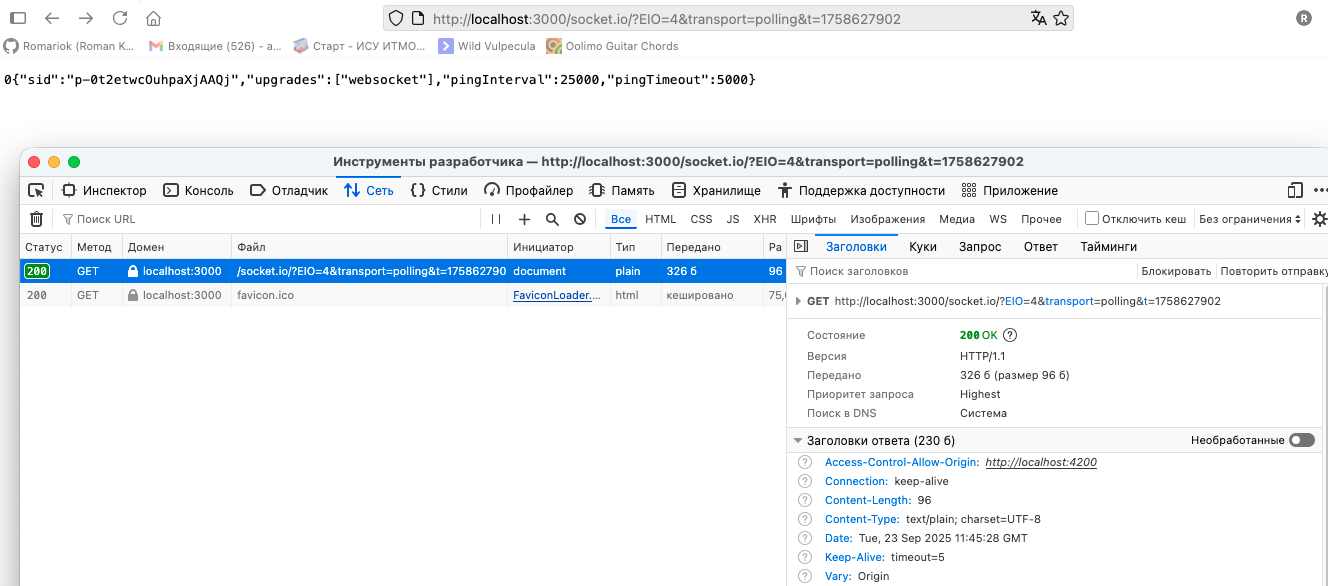 http://localhost:3000/socket.io/?EIO=4&transport=polling&t=1758627902
R
Romariok (Roman K...
Входящие (526) - a...
Старт - ИСУ ИТМО...
Wild Vulpecula
Oolimo Guitar Chords
0{"sid":"p-0t2etwcOuhpaXjAAQj","upgrades":["websocket"],"pingInterval":25000,"pingTimeout":5000}
Инструменты разработчика — http://localhost:3000/socket.io/?EIO=4&transport=polling&t=1758627902
Инспектор Консоль Отладчик Сеть Стили Профайлер Память Хранилище Поддержка доступности Приложение
Поиск URL
Все HTML CSS JS XHR Шрифты Изображения Медиа WS Прочее Отключить кеш Без ограничения
Статус Метод Домен Файл Инициатор Тип Передано Ра
200 GET localhost:3000 /socket.io/?EIO=4&transport=polling&t=175862790 document plain 326 б 96
200 GET localhost:3000 favicon.ico FaviconLoader.... html кешировано 75,
Заголовки Куки Запрос Ответ Тайминги
Поиск заголовков Блокировать Повторить отправку
GET http://localhost:3000/socket.io/?EIO=4&transport=polling&t=1758627902
Состояние 200 OK ?
Версия HTTP/1.1
Передано 326 б (размер 96 б)
Приоритет запроса Highest
Поиск в DNS Система
Заголовки ответа (230 б) Необработанные
? Access-Control-Allow-Origin: http://localhost:4200
? Connection: keep-alive
? Content-Length: 96
? Content-Type: text/plain; charset=UTF-8
? Date: Tue, 23 Sep 2025 11:45:28 GMT
? Keep-Alive: timeout=5
? Vary: Origin